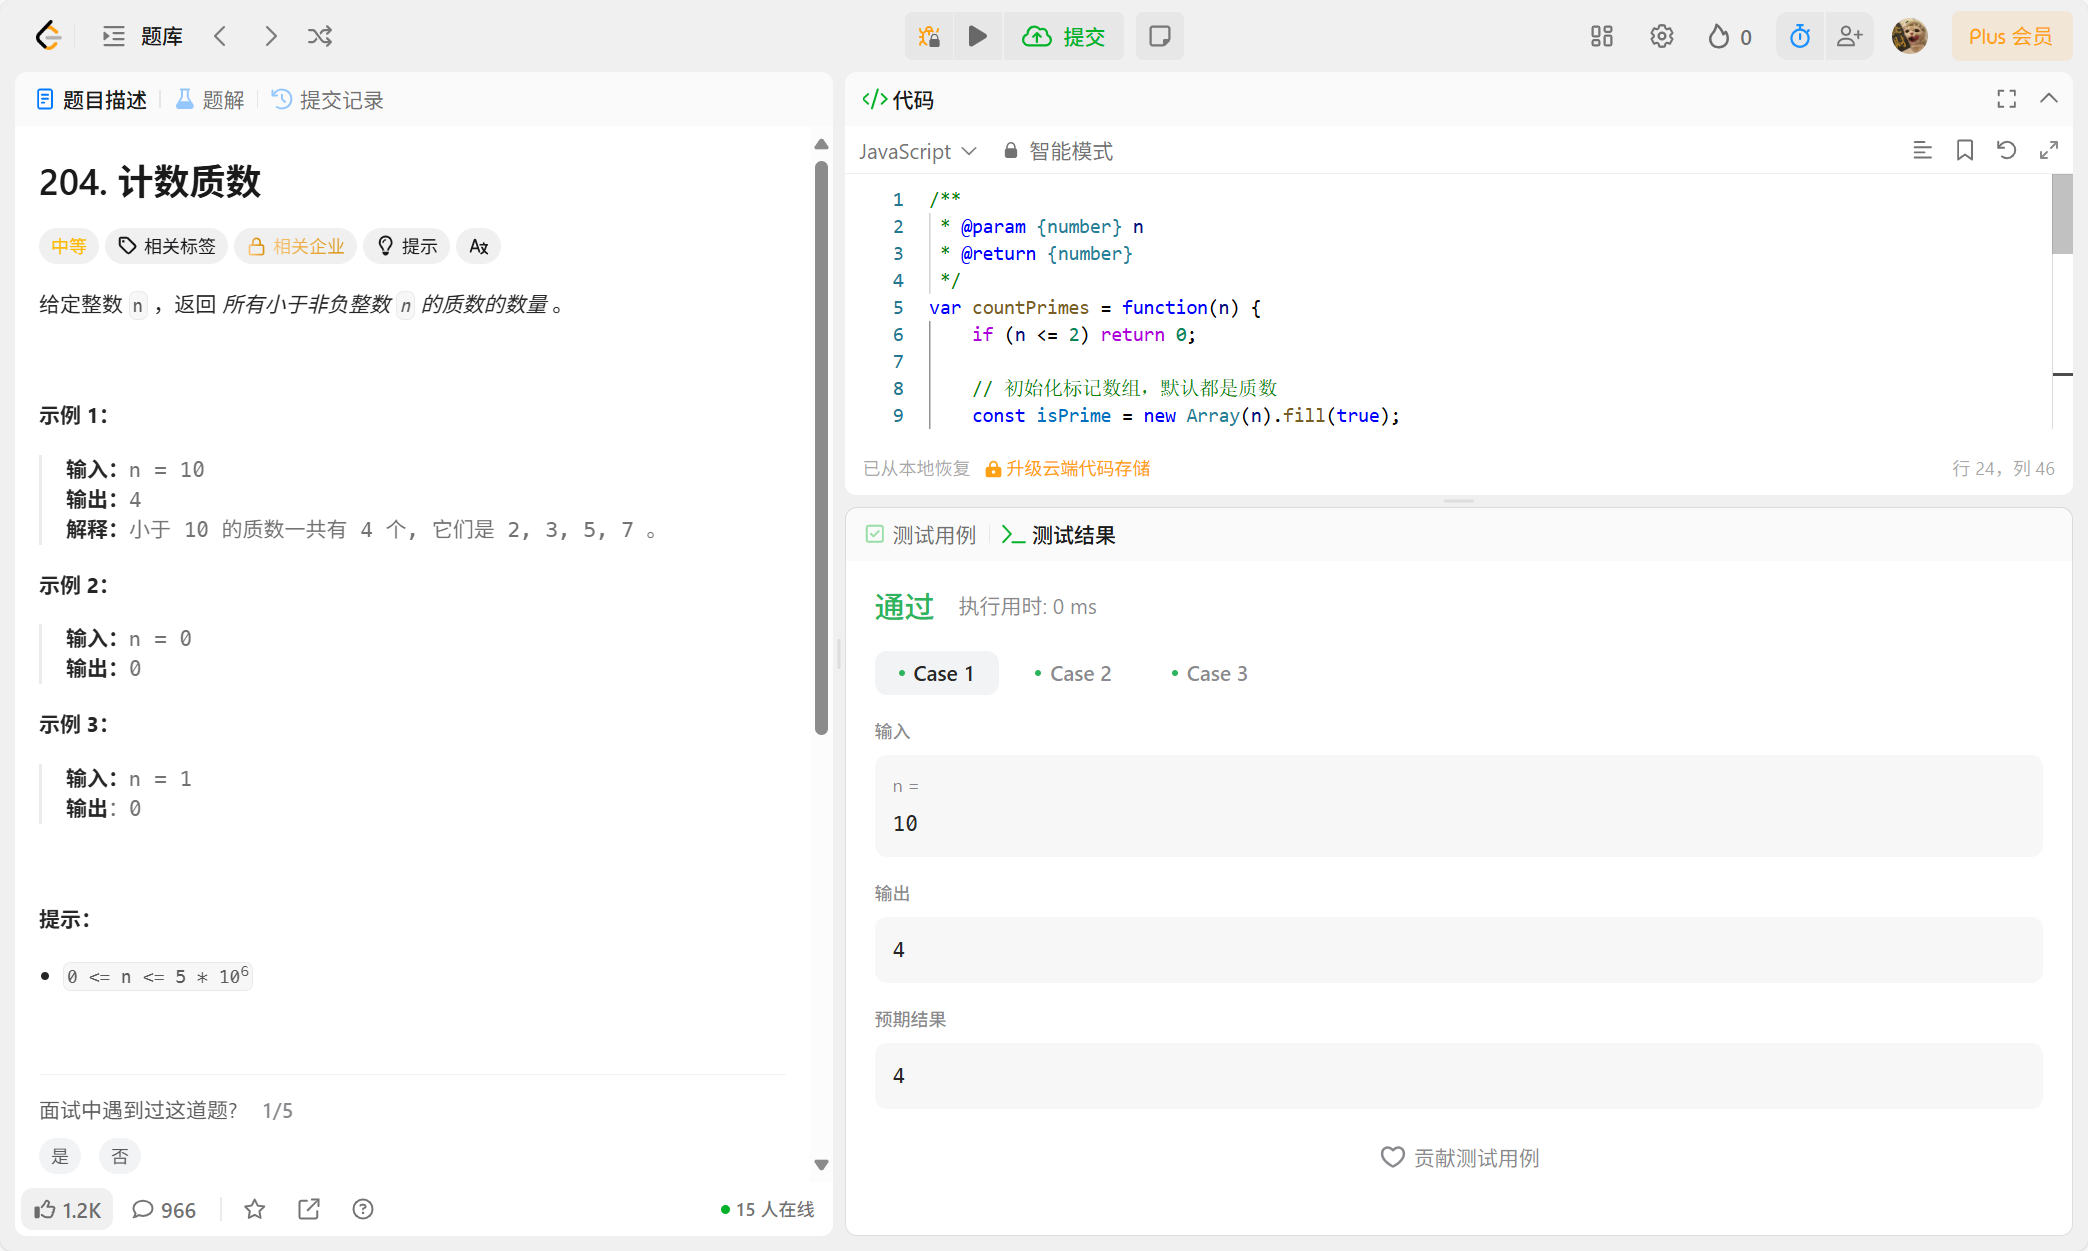 题库
提交
0
Plus 会员
题目描述
题解
提交记录
204. 计数质数
中等
相关标签
相关企业
提示
给定整数 n ，返回 所有小于非负整数 n 的质数的数量 。
示例 1：
输入：n = 10
输出：4
解释：小于 10 的质数一共有 4 个, 它们是 2, 3, 5, 7 。
示例 2：
输入：n = 0
输出：0
示例 3：
输入：n = 1
输出：0
提示：
0 <= n <= 5 * 10⁶
面试中遇到过这道题? 1/5
是
否
1.2K
966
15 人在线
</> 代码
JavaScript
智能模式
1 /**
2 * @param {number} n
3 * @return {number}
4 */
5 var countPrimes = function(n) {
6 if (n <= 2) return 0;
7
8 // 初始化标记数组，默认都是质数
9 const isPrime = new Array(n).fill(true);
已从本地恢复
升级云端代码存储
行 24，列 46
测试用例
测试结果
通过
执行用时: 0 ms
Case 1
Case 2
Case 3
输入
n =
10
输出
4
预期结果
4
贡献测试用例